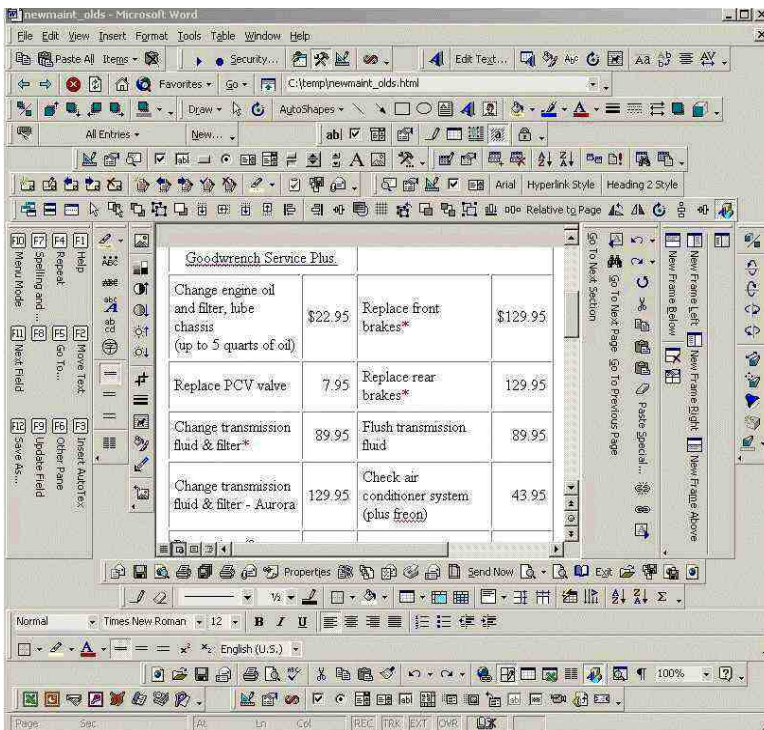 newmaint_olds - Microsoft Word
File Edit View Insert Format Tools Table Window Help
Paste All Items Security... Edit Text...
Favorites Go C:\temp\newmaint_olds.html
Draw AutoShapes
All Entries New...
Arial Hyperlink Style Heading 2 Style
Relative to Page
F10 Menu Mode
F7 Spelling and ...
F4 Repeat
F1 Help
F11 Next Field
F8
F5 Go To...
F2 Move Text
F12 Save As...
F9 Update Field
F6 Other Pane
F3 Insert AutoTex
Goodwrench Service Plus
Change engine oil
and filter, lube
chassis
(up to 5 quarts of oil)
$22.95
Replace front
brakes*
$129.95
Replace PCV valve
7.95
Replace rear
brakes*
129.95
Change transmission
fluid & filter*
89.95
Flush transmission
fluid
89.95
Change transmission
fluid & filter - Aurora
129.95
Check air
conditioner system
(plus freon)
43.95
Go To Next Section
Go To Next Page
Go To Previous Page
Paste Special...
New Frame Left
New Frame Right
New Frame Above
New Frame Below
Properties Send Now Exit
½
Normal Times New Roman 12 B I U
x² x₂ English (U.S.)
100%
Page Sec At Ln Col REC TRK EXT OVR